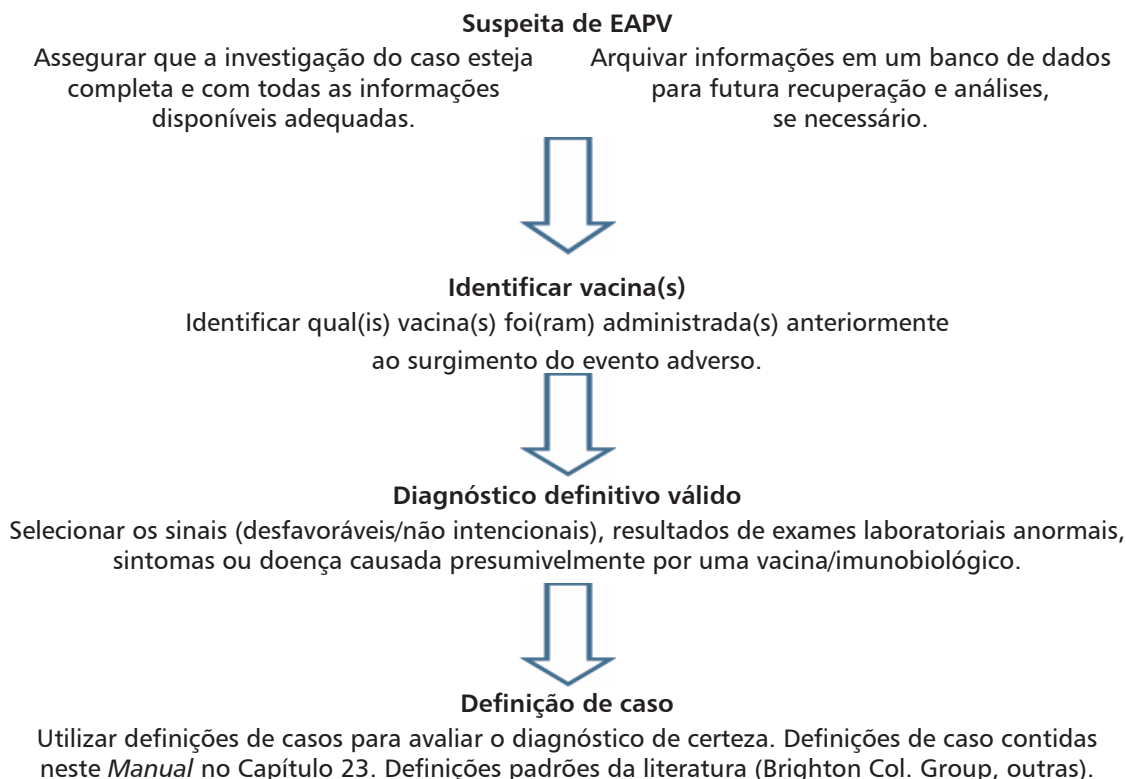 Suspeita de EAPV
Assegurar que a investigação do caso esteja
completa e com todas as informações
disponíveis adequadas.
Arquivar informações em um banco de dados
para futura recuperação e análises,
se necessário.
Identificar vacina(s)
Identificar qual(is) vacina(s) foi(ram) administrada(s) anteriormente
ao surgimento do evento adverso.
Diagnóstico definitivo válido
Selecionar os sinais (desfavoráveis/não intencionais), resultados de exames laboratoriais anormais,
sintomas ou doença causada presumivelmente por uma vacina/imunobiológico.
Definição de caso
Utilizar definições de casos para avaliar o diagnóstico de certeza. Definições de caso contidas
neste Manual no Capítulo 23. Definições padrões da literatura (Brighton Col. Group, outras).